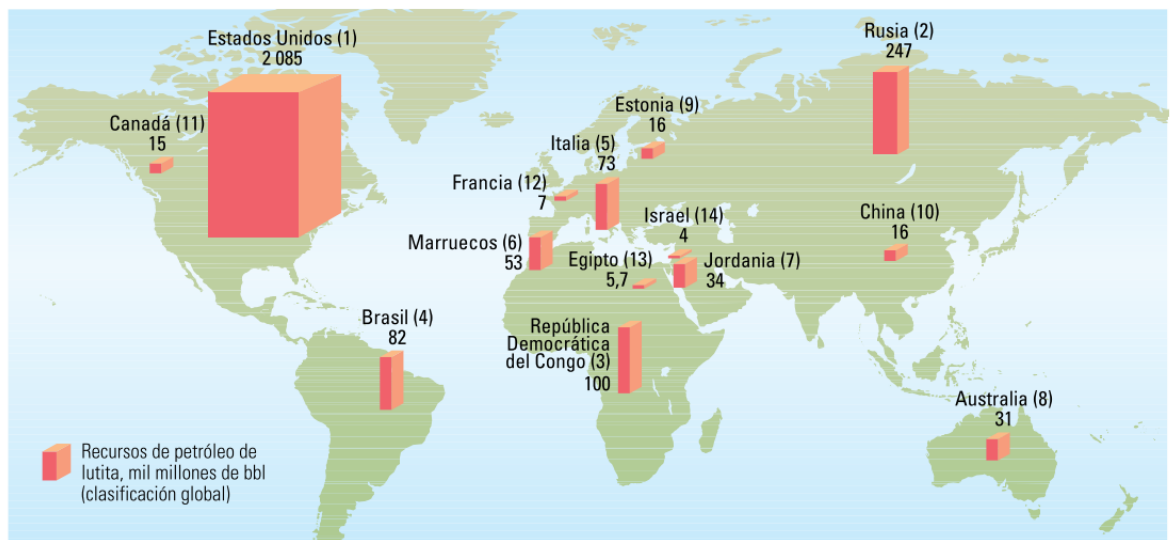 Estados Unidos (1)
2 085
Rusia (2)
247
Canadá (11)
15
Estonia (9)
16
Italia (5)
73
Francia (12)
7
Israel (14)
4
China (10)
16
Marruecos (6)
53
Egipto (13)
5,7
Jordania (7)
34
Brasil (4)
82
República
Democrática
del Congo (3)
100
Australia (8)
31
Recursos de petróleo de
lutita, mil millones de bbl
(clasificación global)